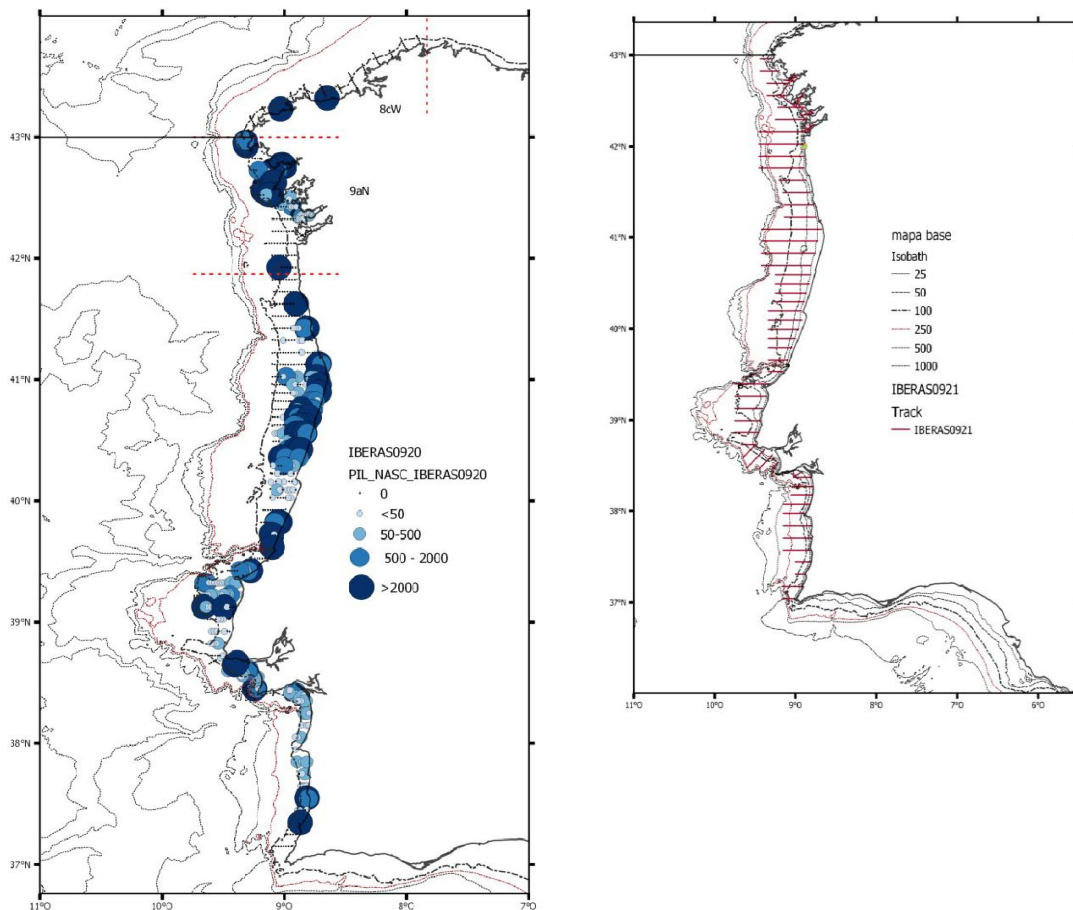 43°N
42°N
41°N
40°N
39°N
38°N
37°N
11°O
10°O
9°O
8°O
7°O
8cW
9aN
IBERAS0920
PIL_NASC_IBERAS0920
0
<50
50-500
500 - 2000
>2000
43°N
42°N
41°N
40°N
39°N
38°N
37°N
11°O
10°O
9°O
8°O
7°O
6°O
mapa base
Isobath
25
50
100
250
500
1000
IBERAS0921
Track
IBERAS0921